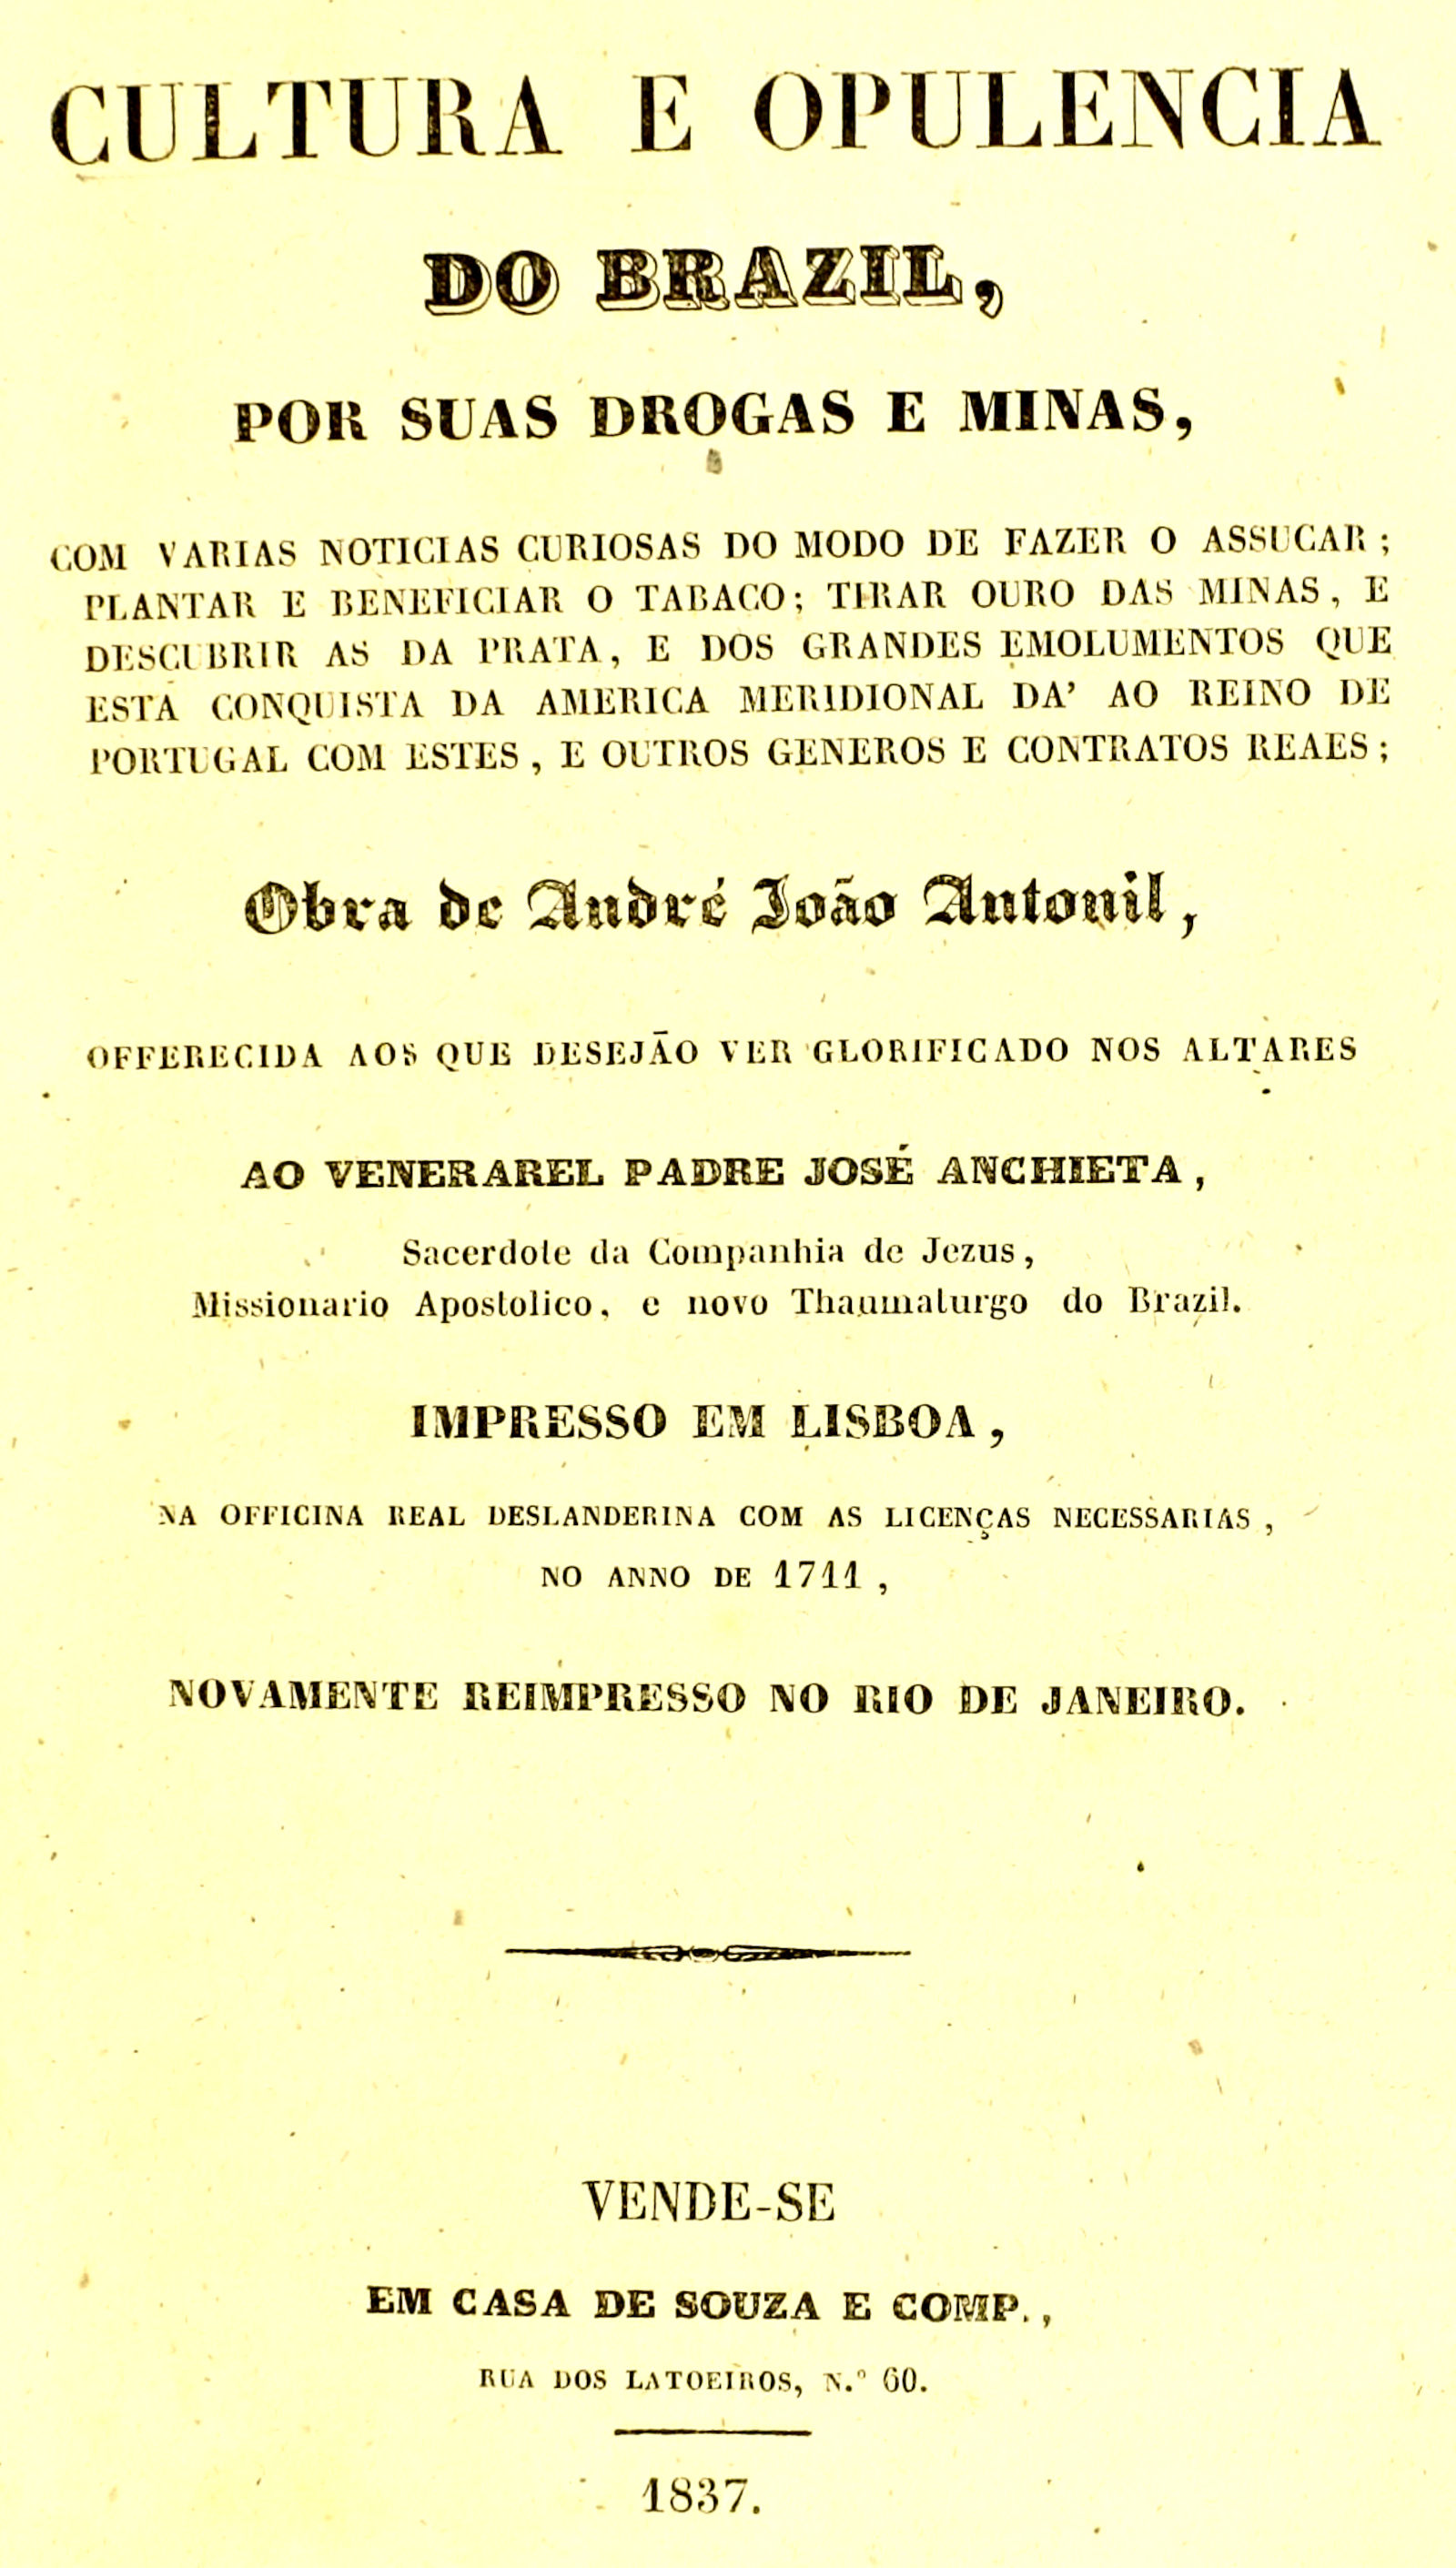 CULTURA E OPULENCIA
DO BRAZIL,
POR SUAS DROGAS E MINAS,
COM VARIAS NOTICIAS CURIOSAS DO MODO DE FAZER O ASSUCAR;
PLANTAR E BENEFICIAR O TABACO; TIRAR OURO DAS MINAS, E
DESCUBRIR AS DA PRATA, E DOS GRANDES EMOLUMENTOS QUE
ESTA CONQUISTA DA AMERICA MERIDIONAL DA' AO REINO DE
PORTUGAL COM ESTES, E OUTROS GENEROS E CONTRATOS REAES;
Obra de André João Antonil,
OFFERECIDA AOS QUE DESEJÃO VER GLORIFICADO NOS ALTARES
AO VENERAREL PADRE JOSÉ ANCHIETA,
Sacerdote da Companhia de Jezus,
Missionario Apostolico, e novo Thaumaturgo do Brazil.
IMPRESSO EM LISBOA,
NA OFFICINA REAL DESLANDERINA COM AS LICENÇAS NECESSARIAS,
NO ANNO DE 1711,
NOVAMENTE REIMPRESSO NO RIO DE JANEIRO.
VENDE-SE
EM CASA DE SOUZA E COMP.,
RUA DOS LATOEIROS, N.º 60.
1837.